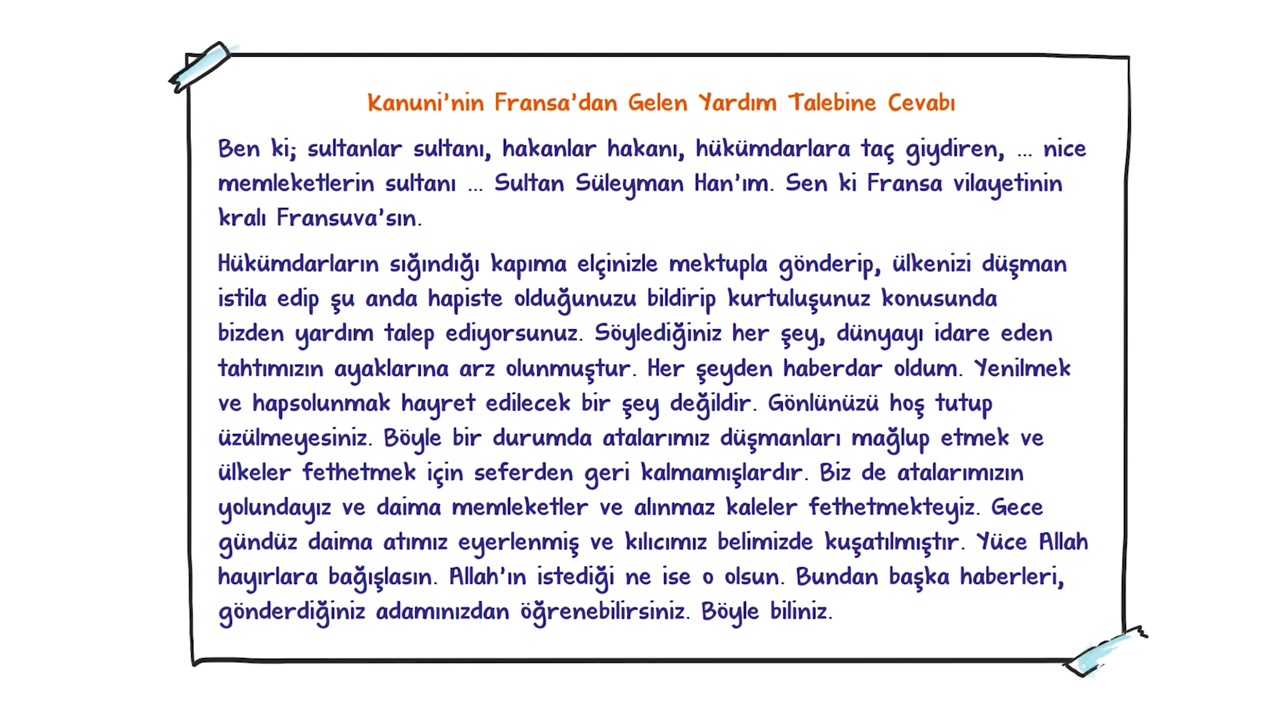 Kanuni'nin Fransa'dan Gelen Yardım Talebine Cevabı
Ben ki; sultanlar sultanı, hakanlar hakanı, hükümdarlara taç giydiren, ... nice
memleketlerin sultanı ... Sultan Süleyman Han'ım. Sen ki Fransa vilayetinin
kralı Fransuva'sın.
Hükümdarların sığındığı kapıma elçinizle mektupla gönderip, ülkenizi düşman
istila edip şu anda hapiste olduğunuzu bildirip kurtuluşunuz konusunda
bizden yardım talep ediyorsunuz. Söylediğiniz her şey, dünyayı idare eden
tahtımızın ayaklarına arz olunmuştur. Her şeyden haberdar oldum. Yenilmek
ve hapsolunmak hayret edilecek bir şey değildir. Gönlünüzü hoş tutup
üzülmeyesiniz. Böyle bir durumda atalarımız düşmanları mağlup etmek ve
ülkeler fethetmek için seferden geri kalmamışlardır. Biz de atalarımızın
yolundayız ve daima memleketler ve alınmaz kaleler fethetmekteyiz. Gece
gündüz daima atımız eyerlenmiş ve kılıcımız belimizde kuşatılmıştır. Yüce Allah
hayırlara bağışlasın. Allah'ın istediği ne ise o olsun. Bundan başka haberleri,
gönderdiğiniz adamınızdan öğrenebilirsiniz. Böyle biliniz.